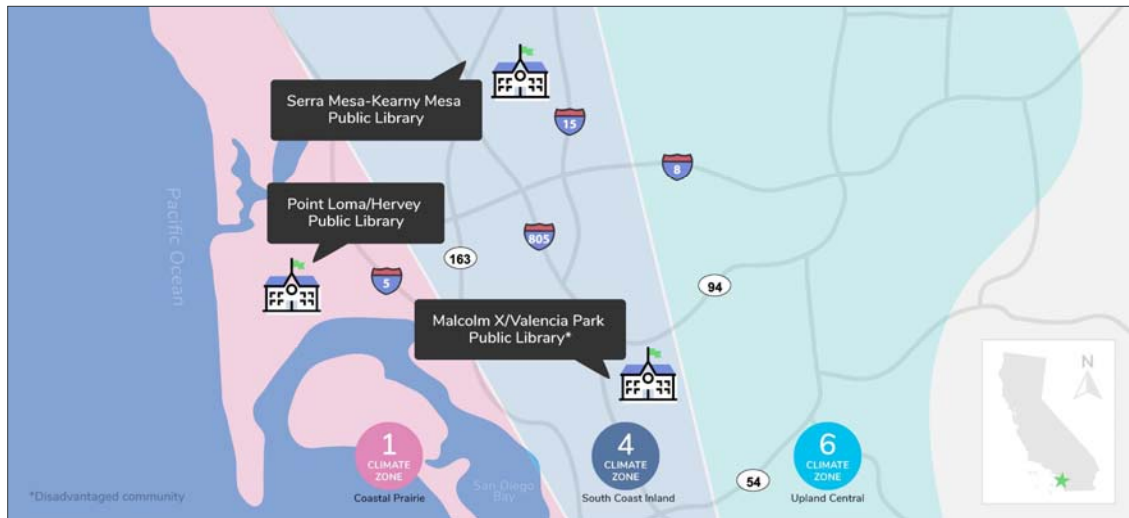 Serra Mesa-Kearny Mesa
Public Library
15
8
Point Loma/Hervey
Public Library
Pacific Ocean
805
163
5
94
Malcolm X/Valencia Park
Public Library*
N
1
CLIMATE
ZONE
Coastal Prairie
4
CLIMATE
ZONE
South Coast Inland
6
CLIMATE
ZONE
Upland Central
54
San Diego
Bay
*Disadvantaged community